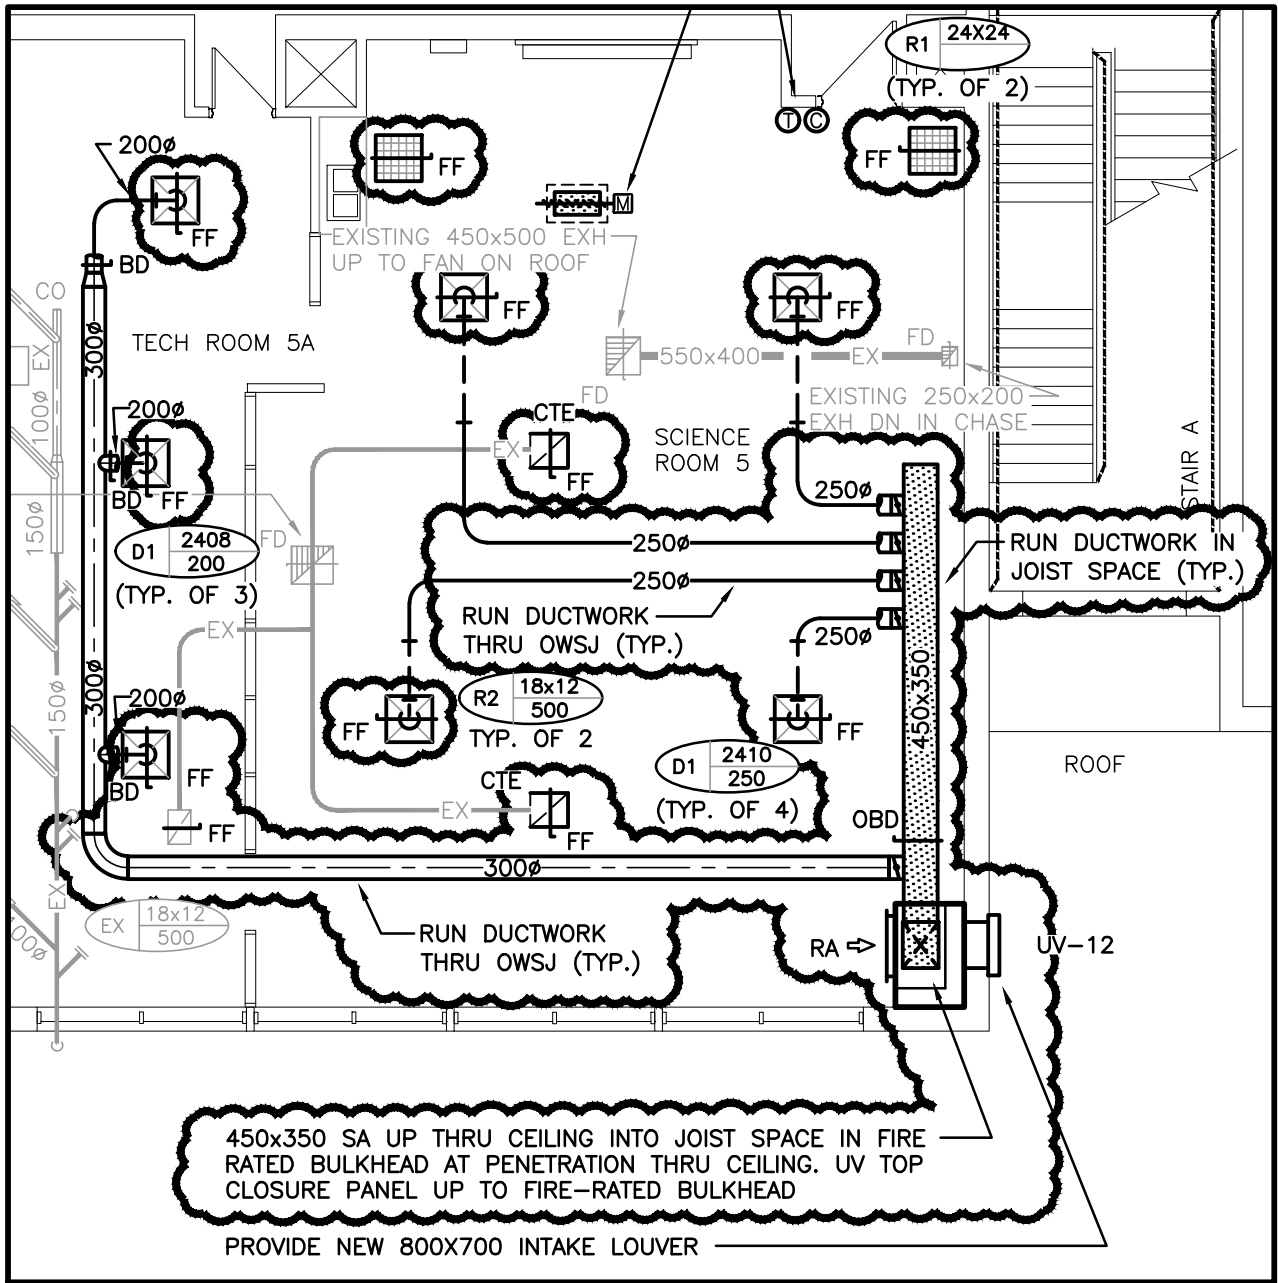 R1 24X24
(TYP. OF 2)
T C
200ø
FF
FF
FF
M
EXISTING 450x500 EXH
UP TO FAN ON ROOF
BD
CO
FF
FF
TECH ROOM 5A
300ø
EX
100ø
550x400
EX
FD
FD
EXISTING 250x200
EXH DN IN CHASE
200ø
CTE
EX
FF
SCIENCE
ROOM 5
STAIR A
BD
FF
250ø
150ø
D1 2408
200
(TYP. OF 3)
FD
250ø
RUN DUCTWORK IN
JOIST SPACE (TYP.)
250ø
RUN DUCTWORK
THRU OWSJ (TYP.)
250ø
EX
300ø
150ø
200ø
R2 18x12
500
TYP. OF 2
FF
FF
450x350
D1 2410
250
(TYP. OF 4)
ROOF
FF
BD
CTE
EX
FF
FF
OBD
300ø
EX
EX 18x12
500
RUN DUCTWORK
THRU OWSJ (TYP.)
RA
X
UV-12
450x350 SA UP THRU CEILING INTO JOIST SPACE IN FIRE
RATED BULKHEAD AT PENETRATION THRU CEILING. UV TOP
CLOSURE PANEL UP TO FIRE-RATED BULKHEAD
PROVIDE NEW 800X700 INTAKE LOUVER